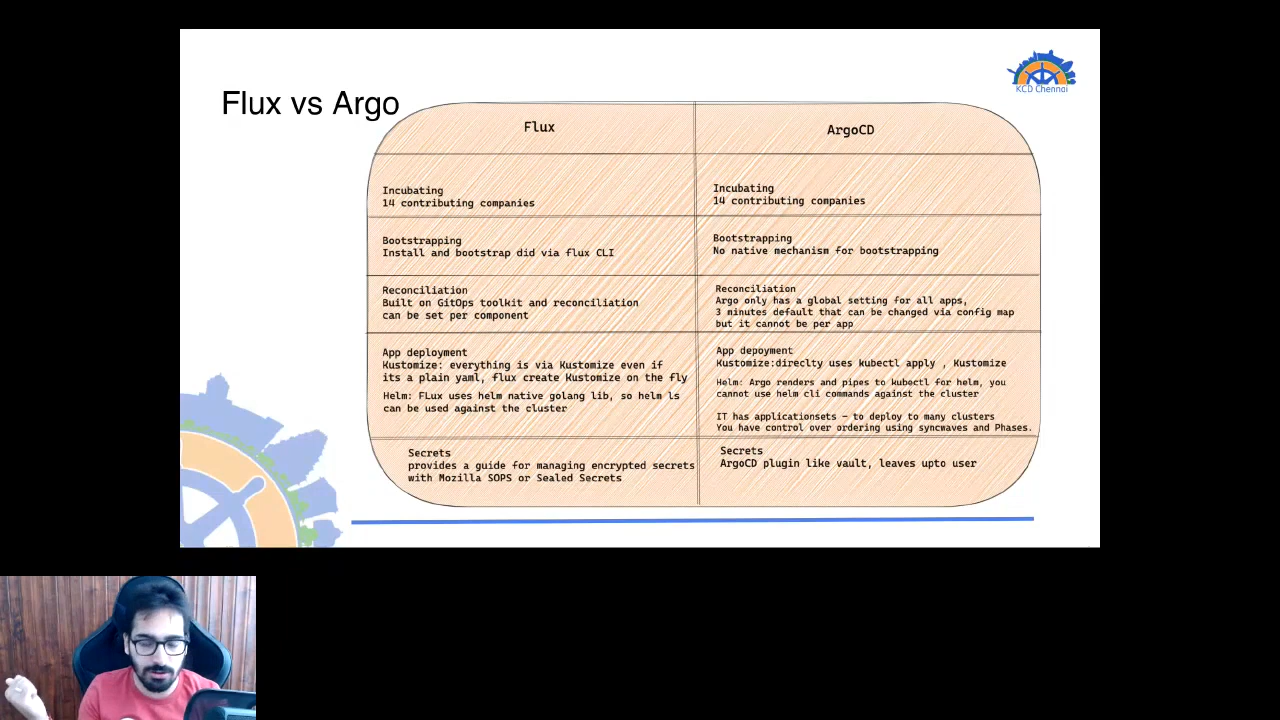 KCD Chennai
Flux vs Argo
Flux
ArgoCD
Incubating
14 contributing companies
Incubating
14 contributing companies
Bootstrapping
Install and bootstrap did via flux CLI
Bootstrapping
No native mechanism for bootstrapping
Reconciliation
Built on GitOps toolkit and reconciliation
can be set per component
Reconciliation
Argo only has a global setting for all apps,
3 minutes default that can be changed via config map
but it cannot be per app
App deployment
Kustomize: everything is via Kustomize even if
its a plain yaml, flux create Kustomize on the fly
Helm: FLux uses helm native golang lib, so helm ls
can be used against the cluster
App depoyment
Kustomize:direclty uses kubectl apply , Kustomize
Helm: Argo renders and pipes to kubectl for helm, you
cannot use helm cli commands against the cluster
IT has applicationsets – to deploy to many clusters
You have control over ordering using syncwaves and Phases.
Secrets
provides a guide for managing encrypted secrets
with Mozilla SOPS or Sealed Secrets
Secrets
ArgoCD plugin like vault, leaves upto user